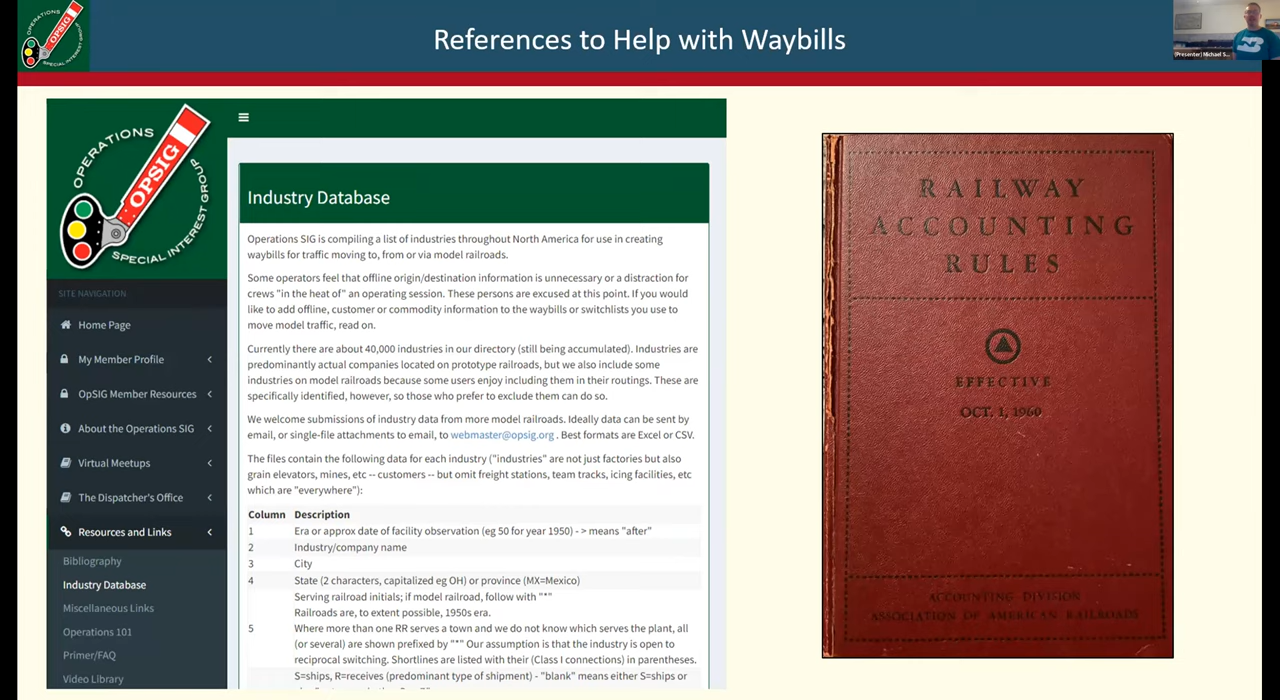 OPERATIONS
OPSIG
SPECIAL INTEREST GROUP
References to Help with Waybills
[Presenter] Michael S...
OPERATIONS
OPSIG
SPECIAL INTEREST GROUP
SITE NAVIGATION
Home Page
My Member Profile
OpSIG Member Resources
About the Operations SIG
Virtual Meetups
The Dispatcher's Office
Resources and Links
Bibliography
Industry Database
Miscellaneous Links
Operations 101
Primer/FAQ
Video Library
Industry Database
Operations SIG is compiling a list of industries throughout North America for use in creating
waybills for traffic moving to, from or via model railroads.
Some operators feel that offline origin/destination information is unnecessary or a distraction for
crews "in the heat of" an operating session. These persons are excused at this point. If you would
like to add offline, customer or commodity information to the waybills or switchlists you use to
move model traffic, read on.
Currently there are about 40,000 industries in our directory (still being accumulated). Industries are
predominantly actual companies located on prototype railroads, but we also include some
industries on model railroads because some users enjoy including them in their routings. These are
specifically identified, however, so those who prefer to exclude them can do so.
We welcome submissions of industry data from more model railroads. Ideally data can be sent by
email, or single-file attachments to email, to webmaster@opsig.org . Best formats are Excel or CSV.
The files contain the following data for each industry ("industries" are not just factories but also
grain elevators, mines, etc -- customers -- but omit freight stations, team tracks, icing facilities, etc
which are "everywhere"):
Column Description
1 Era or approx date of facility observation (eg 50 for year 1950) - > means "after"
2 Industry/company name
3 City
4 State (2 characters, capitalized eg OH) or province (MX=Mexico)
Serving railroad initials; if model railroad, follow with "*"
Railroads are, to extent possible, 1950s era.
5 Where more than one RR serves a town and we do not know which serves the plant, all
(or several) are shown prefixed by "*" Our assumption is that the industry is open to
reciprocal switching. Shortlines are listed with their (Class I connections) in parentheses.
S=ships, R=receives (predominant type of shipment) - "blank" means either S=ships or
RAILWAY
ACCOUNTING
RULES
EFFECTIVE
OCT. 1, 1960
ACCOUNTING DIVISION
ASSOCIATION OF AMERICAN RAILROADS